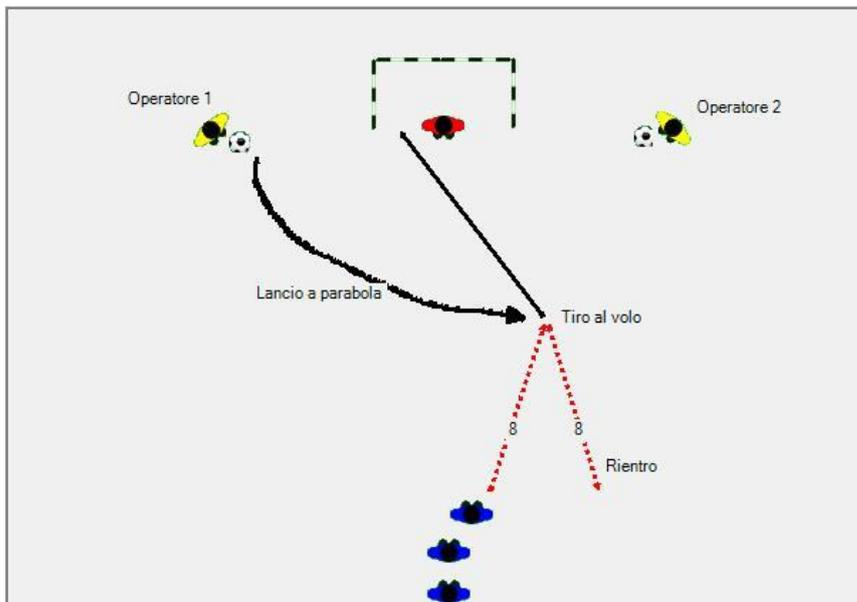 Operatore 1
Operatore 2
Lancio a parabola
Tiro al volo
8
8
Rientro